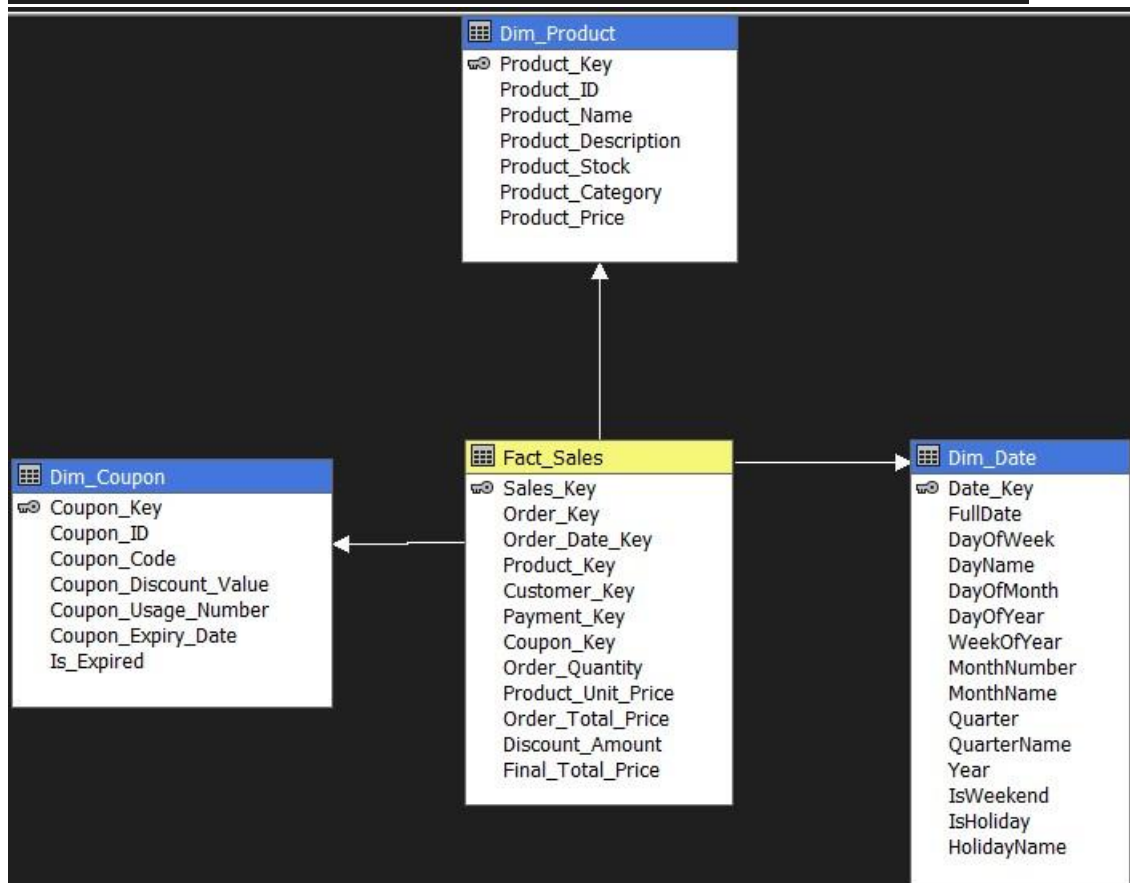 Dim_Product
Product_Key
Product_ID
Product_Name
Product_Description
Product_Stock
Product_Category
Product_Price
Dim_Coupon
Coupon_Key
Coupon_ID
Coupon_Code
Coupon_Discount_Value
Coupon_Usage_Number
Coupon_Expiry_Date
Is_Expired
Fact_Sales
Sales_Key
Order_Key
Order_Date_Key
Product_Key
Customer_Key
Payment_Key
Coupon_Key
Order_Quantity
Product_Unit_Price
Order_Total_Price
Discount_Amount
Final_Total_Price
Dim_Date
Date_Key
FullDate
DayOfWeek
DayName
DayOfMonth
DayOfYear
WeekOfYear
MonthNumber
MonthName
Quarter
QuarterName
Year
IsWeekend
IsHoliday
HolidayName